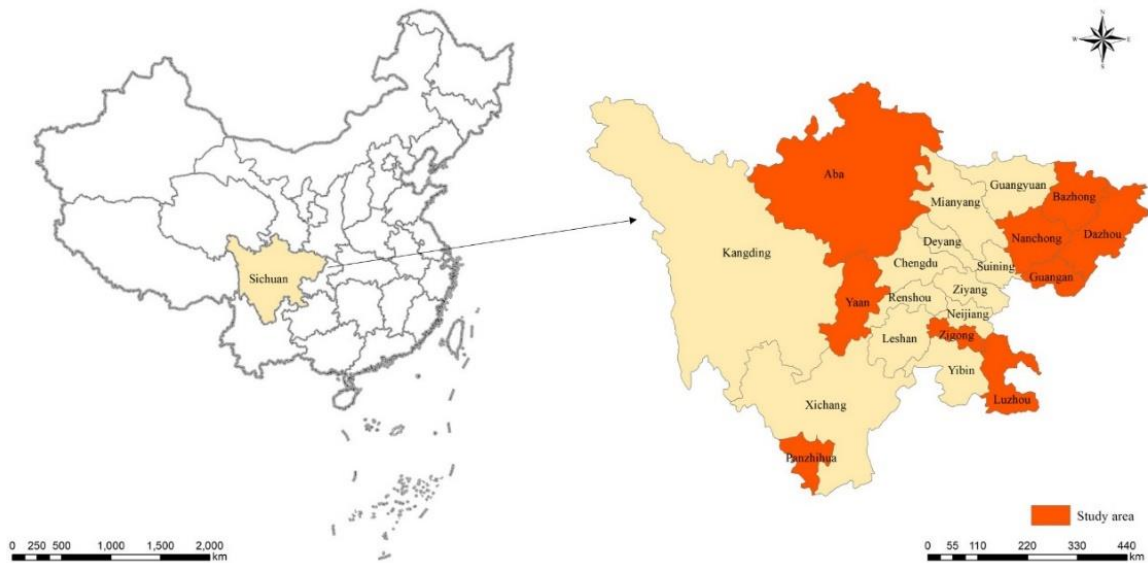 N
W
E
S
Sichuan
Aba
Guangyuan
Bazhong
Mianyang
Dazhou
Nanchong
Deyang
Kangding
Chengdu
Suining
Guangan
Ziyang
Yaan
Renshou
Neijiang
Zigong
Leshan
Yibin
Luzhou
Xichang
Panzhihua
Study area
0 250 500 1,000 1,500 2,000
km
0 55 110 220 330 440
km